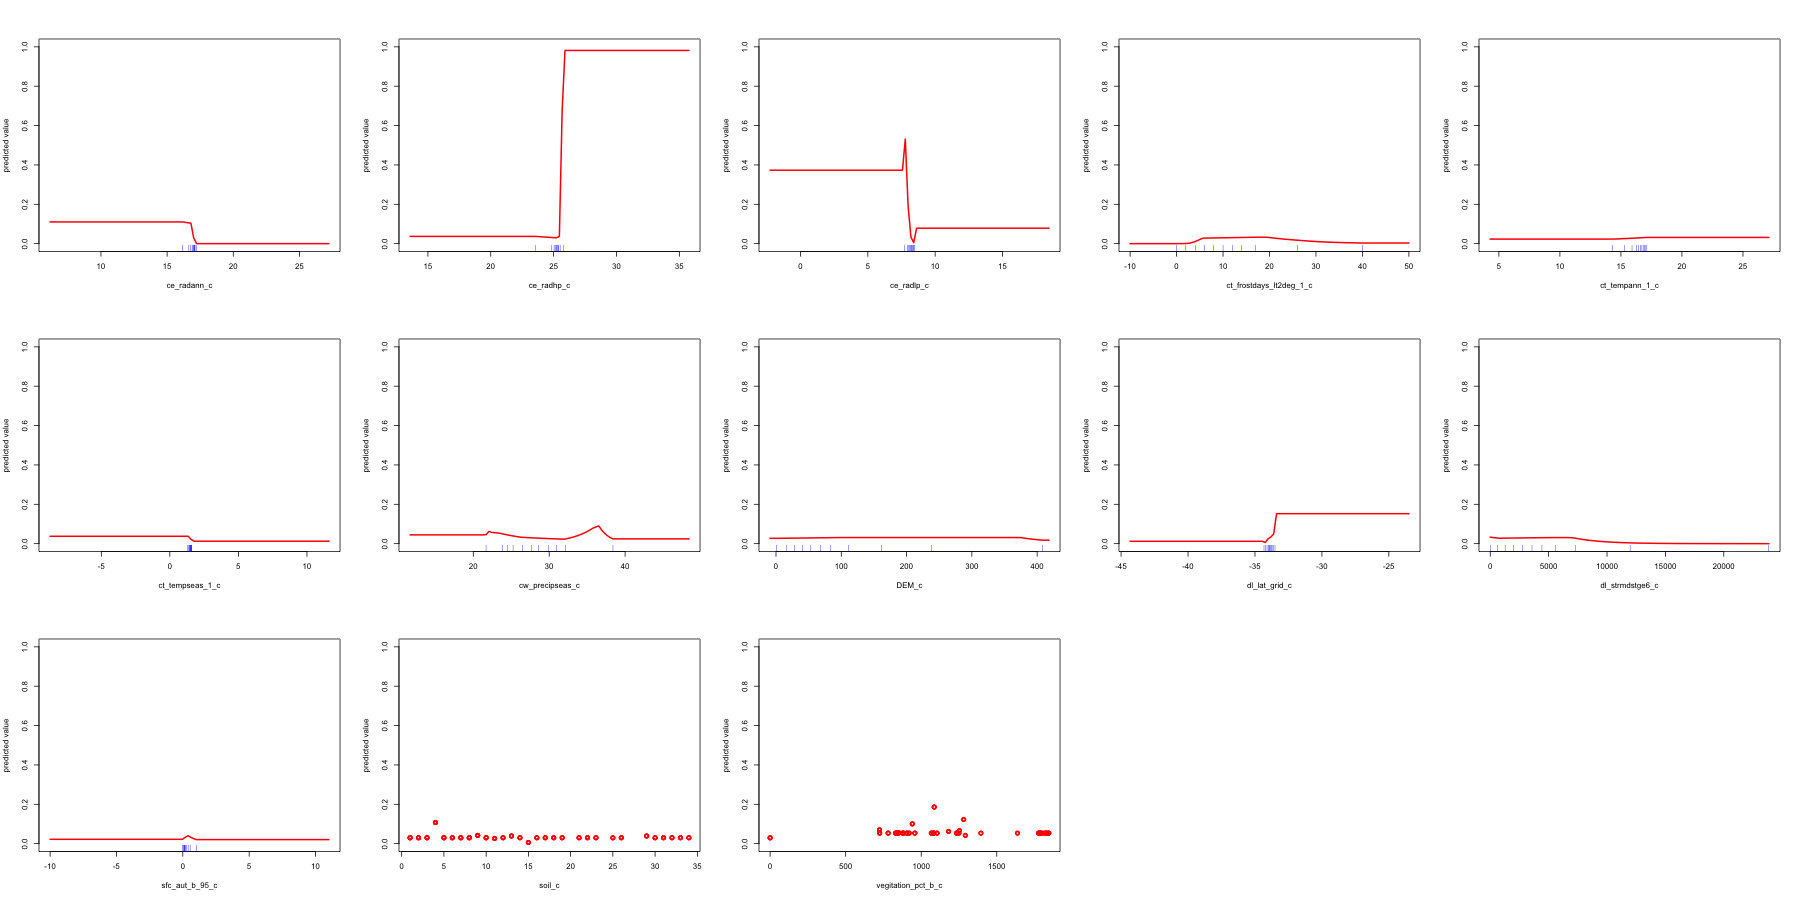 predicted value
0.0 0.2 0.4 0.6 0.8 1.0
10 15 20 25
ce_radann_c
predicted value
0.0 0.2 0.4 0.6 0.8 1.0
15 20 25 30 35
ce_radhp_c
predicted value
0.0 0.2 0.4 0.6 0.8 1.0
0 5 10 15
ce_radlp_c
predicted value
0.0 0.2 0.4 0.6 0.8 1.0
-10 0 10 20 30 40 50
ct_frostdays_lt2deg_1_c
predicted value
0.0 0.2 0.4 0.6 0.8 1.0
5 10 15 20 25
ct_tempann_1_c
predicted value
0.0 0.2 0.4 0.6 0.8 1.0
-5 0 5 10
ct_tempseas_1_c
predicted value
0.0 0.2 0.4 0.6 0.8 1.0
20 30 40
cw_precipseas_c
predicted value
0.0 0.2 0.4 0.6 0.8 1.0
0 100 200 300 400
DEM_c
predicted value
0.0 0.2 0.4 0.6 0.8 1.0
-45 -40 -35 -30 -25
dl_lat_grid_c
predicted value
0.0 0.2 0.4 0.6 0.8 1.0
0 5000 10000 15000 20000
dl_strmdstge6_c
predicted value
0.0 0.2 0.4 0.6 0.8 1.0
-10 -5 0 5 10
sfc_aut_b_95_c
predicted value
0.0 0.2 0.4 0.6 0.8 1.0
0 5 10 15 20 25 30 35
soil_c
predicted value
0.0 0.2 0.4 0.6 0.8 1.0
0 500 1000 1500
vegitation_pct_b_c